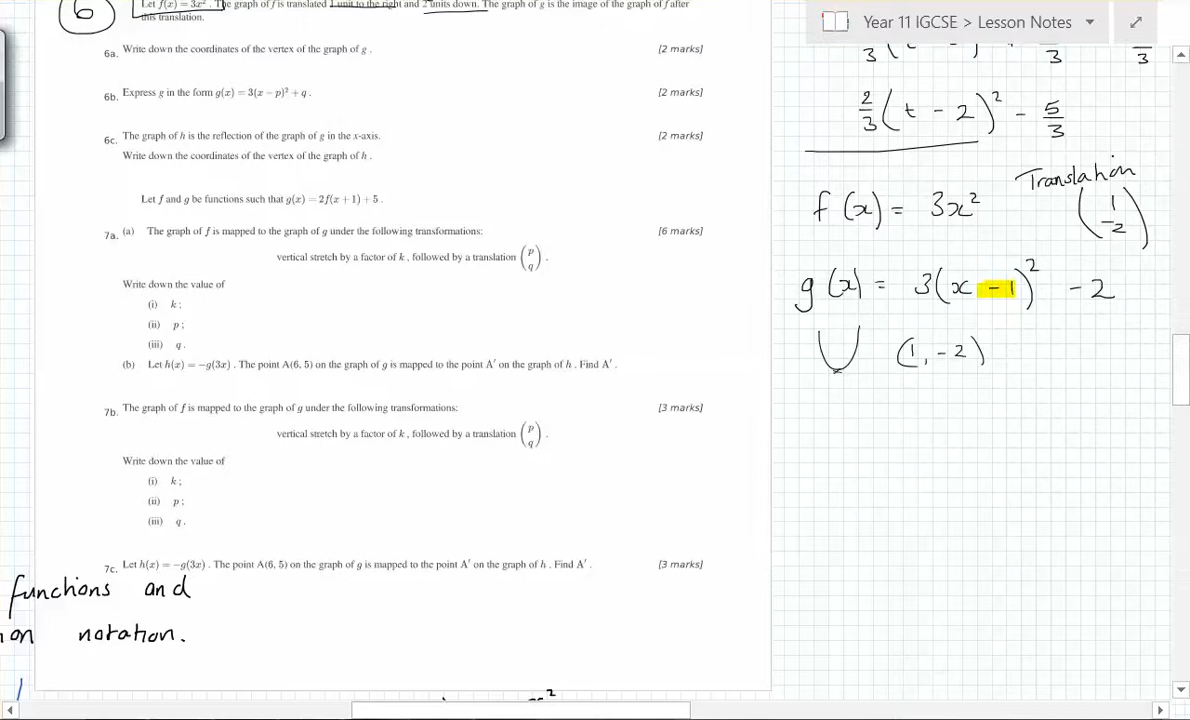 6
Let f(x) = 3x². The graph of f is translated 1 unit to the right and 2 units down. The graph of g is the image of the graph of f after
this translation.
6a. Write down the coordinates of the vertex of the graph of g. [2 marks]
6b. Express g in the form g(x) = 3(x − p)² + q. [2 marks]
6c. The graph of h is the reflection of the graph of g in the x-axis. [2 marks]
Write down the coordinates of the vertex of the graph of h.
Let f and g be functions such that g(x) = 2f(x + 1) + 5.
7a. (a) The graph of f is mapped to the graph of g under the following transformations: [6 marks]
vertical stretch by a factor of k, followed by a translation (p q).
Write down the value of
(i) k;
(ii) p;
(iii) q.
(b) Let h(x) = −g(3x). The point A(6, 5) on the graph of g is mapped to the point A′ on the graph of h. Find A′.
7b. The graph of f is mapped to the graph of g under the following transformations: [3 marks]
vertical stretch by a factor of k, followed by a translation (p q).
Write down the value of
(i) k;
(ii) p;
(iii) q.
7c. Let h(x) = −g(3x). The point A(6, 5) on the graph of g is mapped to the point A′ on the graph of h. Find A′. [3 marks]
functions and
on notation.
Year 11 IGCSE > Lesson Notes
2/3 (t − 2)² − 5/3
Translation
f(x) = 3x² (1 −2)
g(x) = 3(x − 1)² − 2
(1, −2)